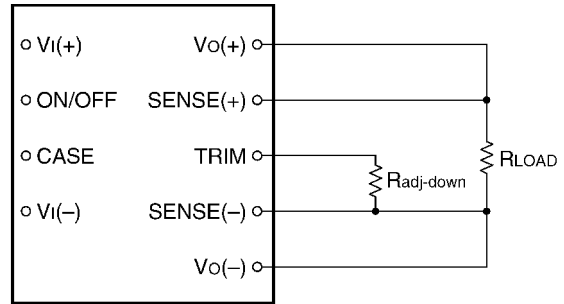 VI(+) VO(+)
ON/OFF SENSE(+)
CASE TRIM
RLOAD
Radj-down
VI(–) SENSE(–)
VO(–)